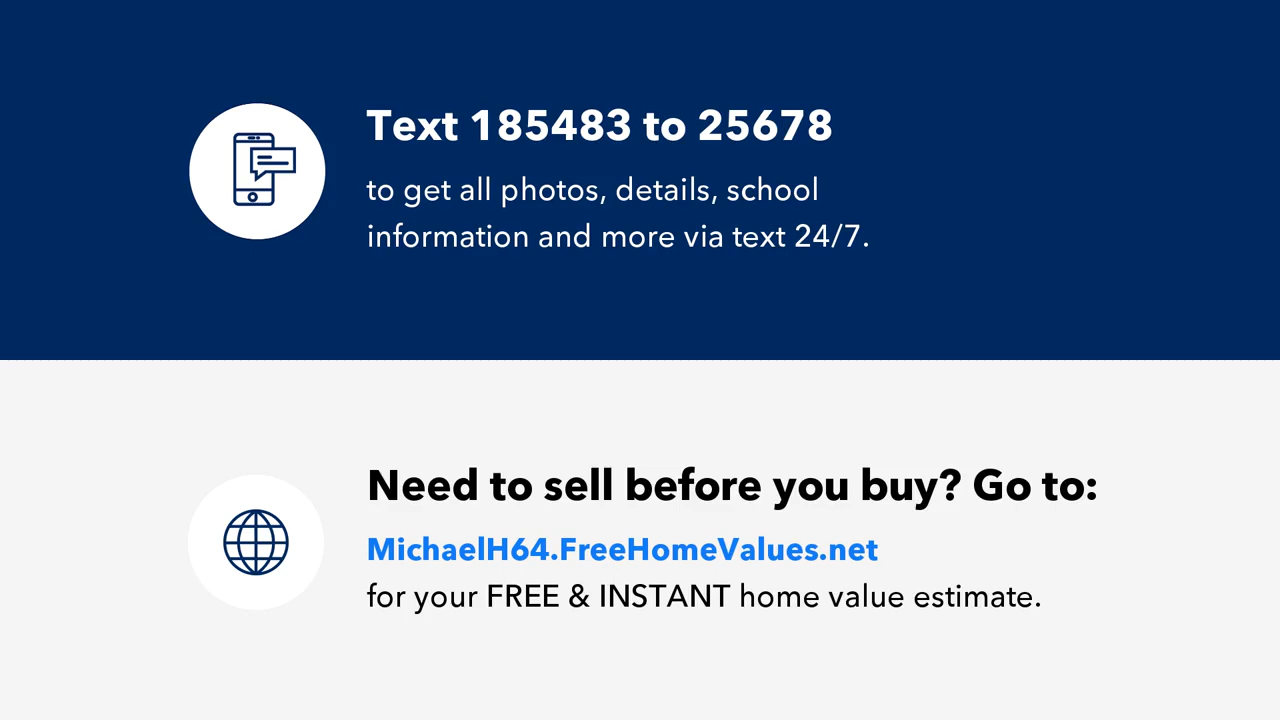 Text 185483 to 25678
to get all photos, details, school
information and more via text 24/7.
Need to sell before you buy? Go to:
MichaelH64.FreeHomeValues.net
for your FREE & INSTANT home value estimate.